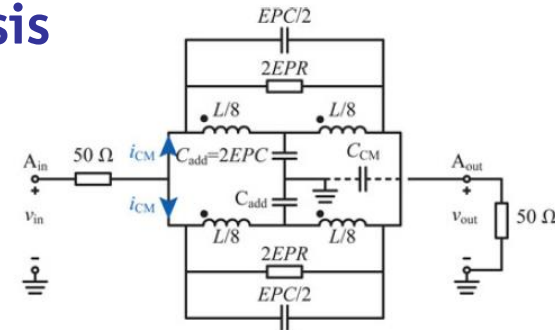 sis
EPC/2
2EPR
L/8
L/8
i_CM
C_add=2EPC
C_CM
A_in
50 Ω
A_out
+
v_in
-
i_CM
C_add
+
v_out
-
50 Ω
L/8
L/8
2EPR
EPC/2